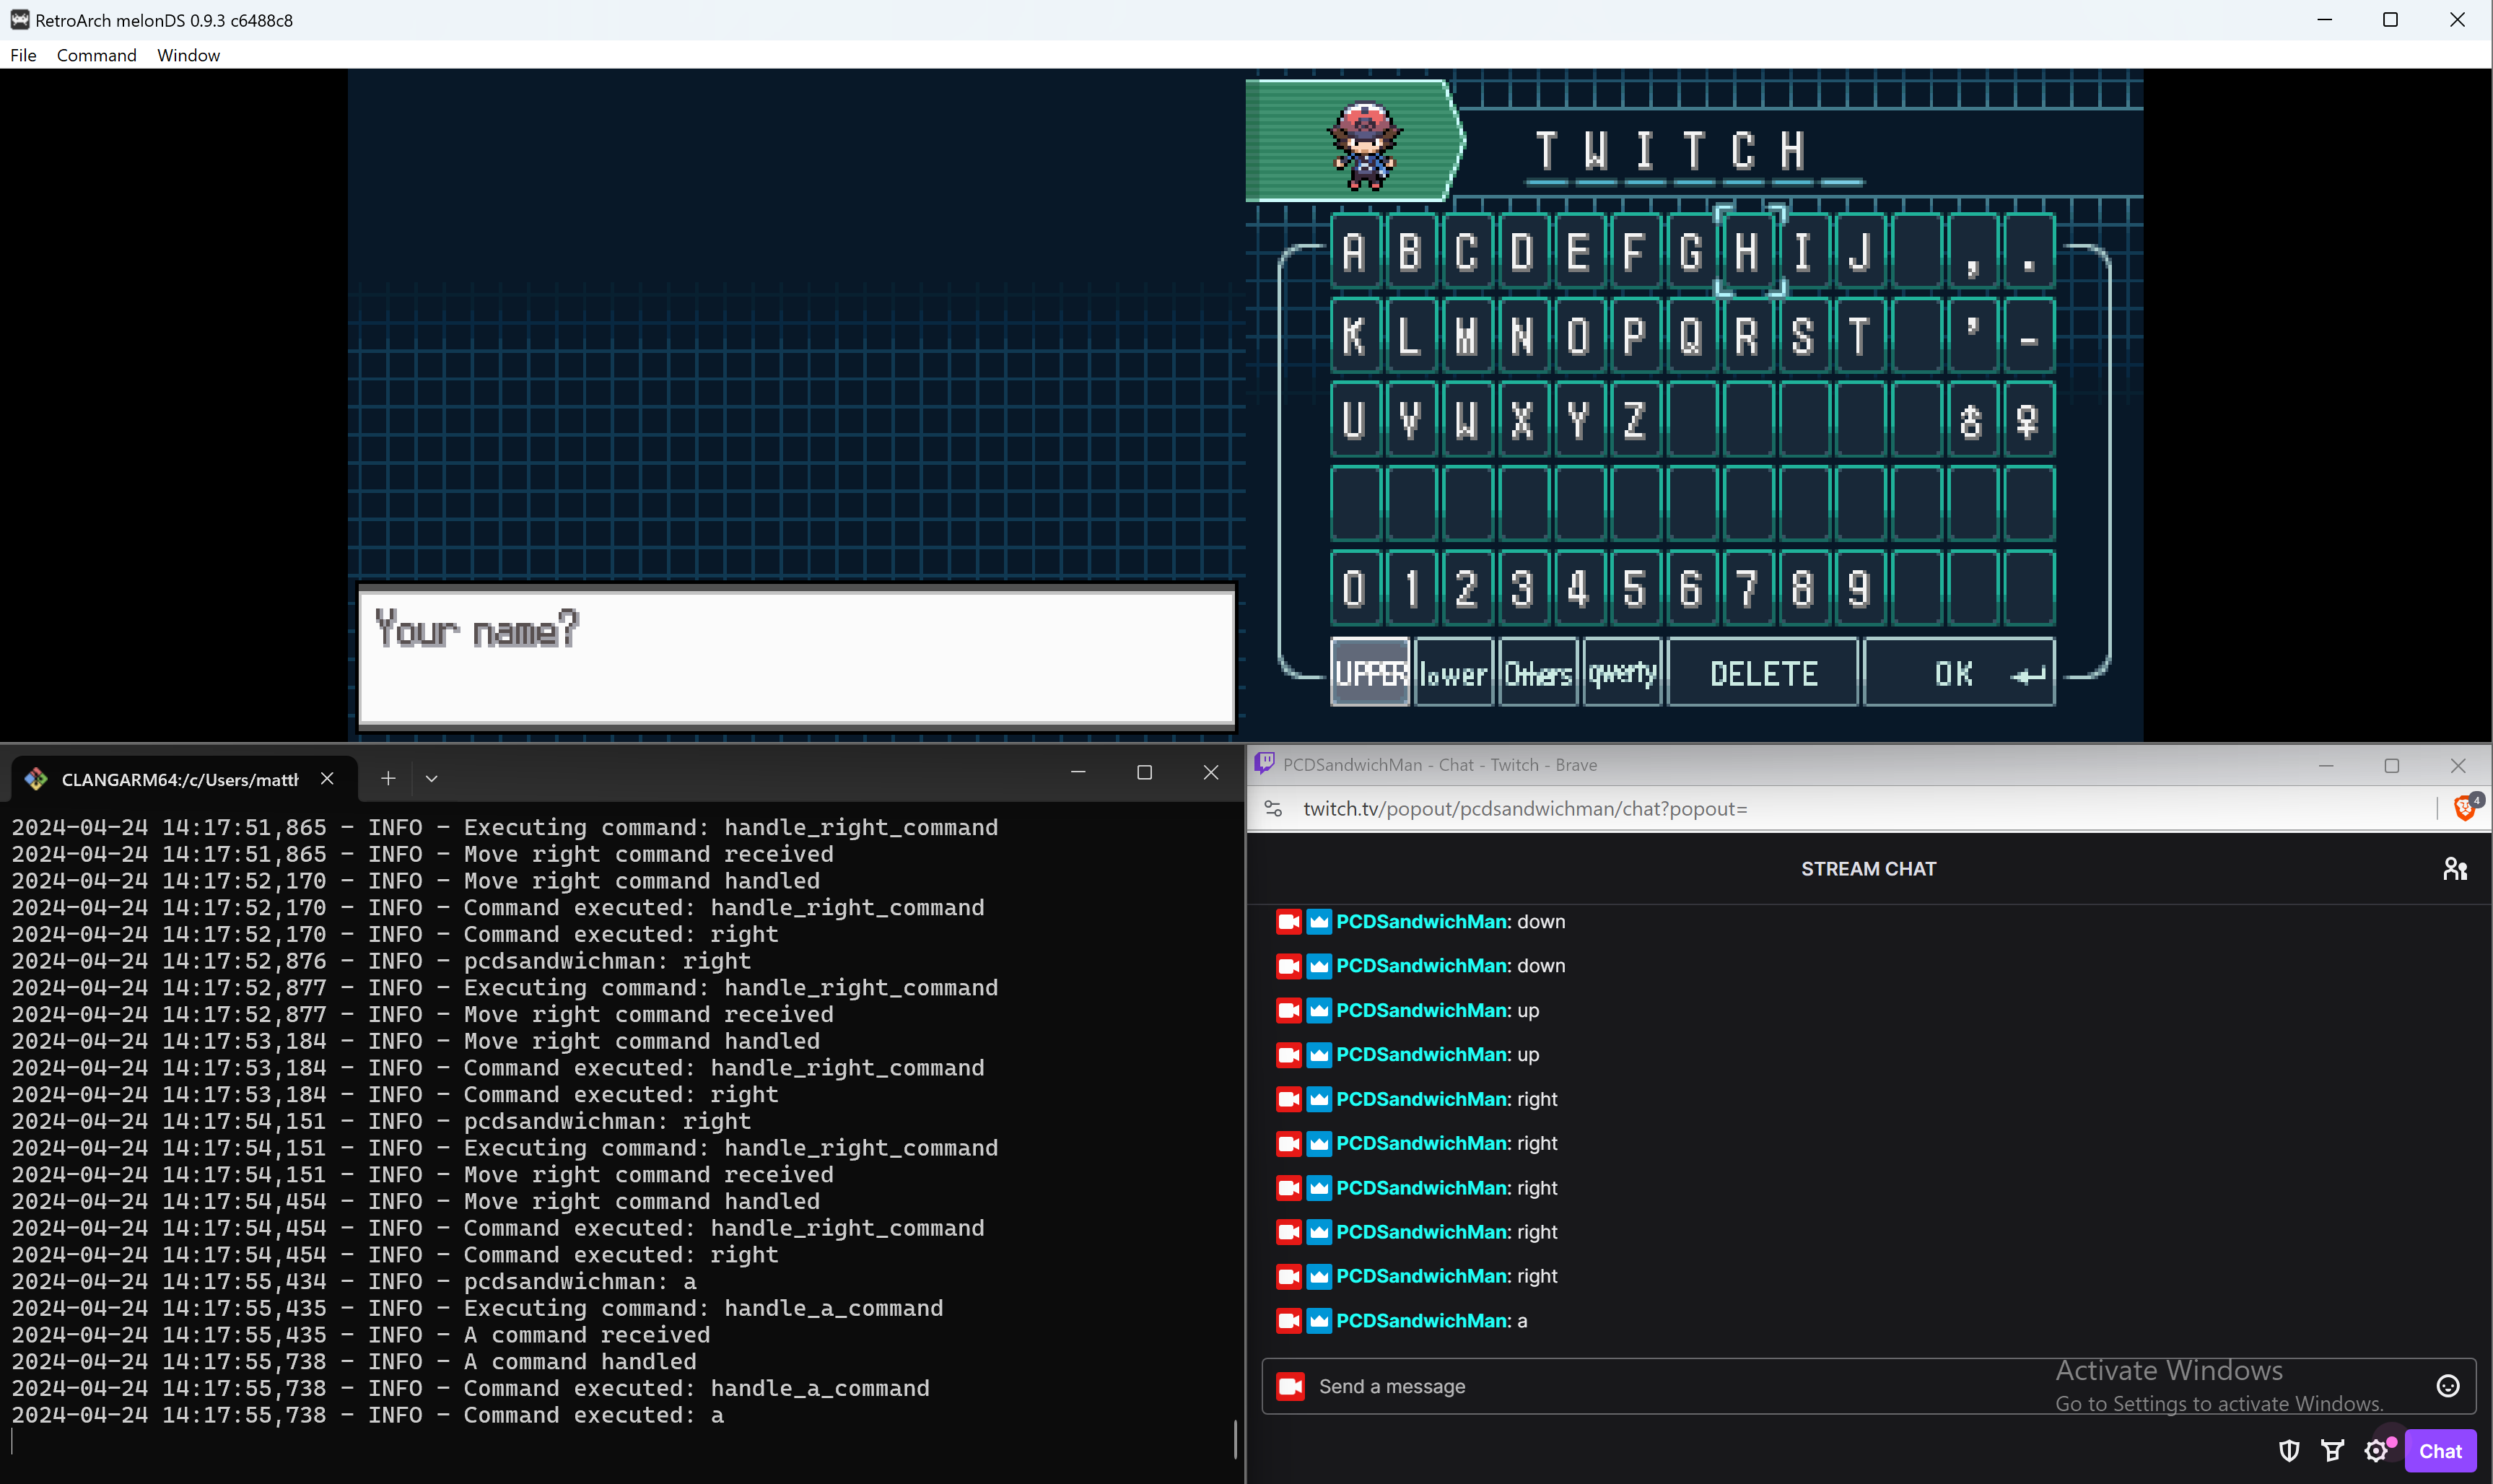 RetroArch melonDS 0.9.3 c6488c8
File Command Window
TWITCH
A B C D E F G H I J , .
K L M N O P Q R S T ' -
U V W X Y Z ♂ ♀
0 1 2 3 4 5 6 7 8 9
UPPER lower Others qwerty DELETE OK
Your name?
CLANGARM64:/c/Users/matth
2024-04-24 14:17:51,865 - INFO - Executing command: handle_right_command
2024-04-24 14:17:51,865 - INFO - Move right command received
2024-04-24 14:17:52,170 - INFO - Move right command handled
2024-04-24 14:17:52,170 - INFO - Command executed: handle_right_command
2024-04-24 14:17:52,170 - INFO - Command executed: right
2024-04-24 14:17:52,876 - INFO - pcdsandwichman: right
2024-04-24 14:17:52,877 - INFO - Executing command: handle_right_command
2024-04-24 14:17:52,877 - INFO - Move right command received
2024-04-24 14:17:53,184 - INFO - Move right command handled
2024-04-24 14:17:53,184 - INFO - Command executed: handle_right_command
2024-04-24 14:17:53,184 - INFO - Command executed: right
2024-04-24 14:17:54,151 - INFO - pcdsandwichman: right
2024-04-24 14:17:54,151 - INFO - Executing command: handle_right_command
2024-04-24 14:17:54,151 - INFO - Move right command received
2024-04-24 14:17:54,454 - INFO - Move right command handled
2024-04-24 14:17:54,454 - INFO - Command executed: handle_right_command
2024-04-24 14:17:54,454 - INFO - Command executed: right
2024-04-24 14:17:55,434 - INFO - pcdsandwichman: a
2024-04-24 14:17:55,435 - INFO - Executing command: handle_a_command
2024-04-24 14:17:55,435 - INFO - A command received
2024-04-24 14:17:55,738 - INFO - A command handled
2024-04-24 14:17:55,738 - INFO - Command executed: handle_a_command
2024-04-24 14:17:55,738 - INFO - Command executed: a
PCDSandwichMan - Chat - Twitch - Brave
twitch.tv/popout/pcdsandwichman/chat?popout=
4
STREAM CHAT
PCDSandwichMan: down
PCDSandwichMan: down
PCDSandwichMan: up
PCDSandwichMan: up
PCDSandwichMan: right
PCDSandwichMan: right
PCDSandwichMan: right
PCDSandwichMan: right
PCDSandwichMan: right
PCDSandwichMan: a
Send a message
Activate Windows
Go to Settings to activate Windows.
Chat